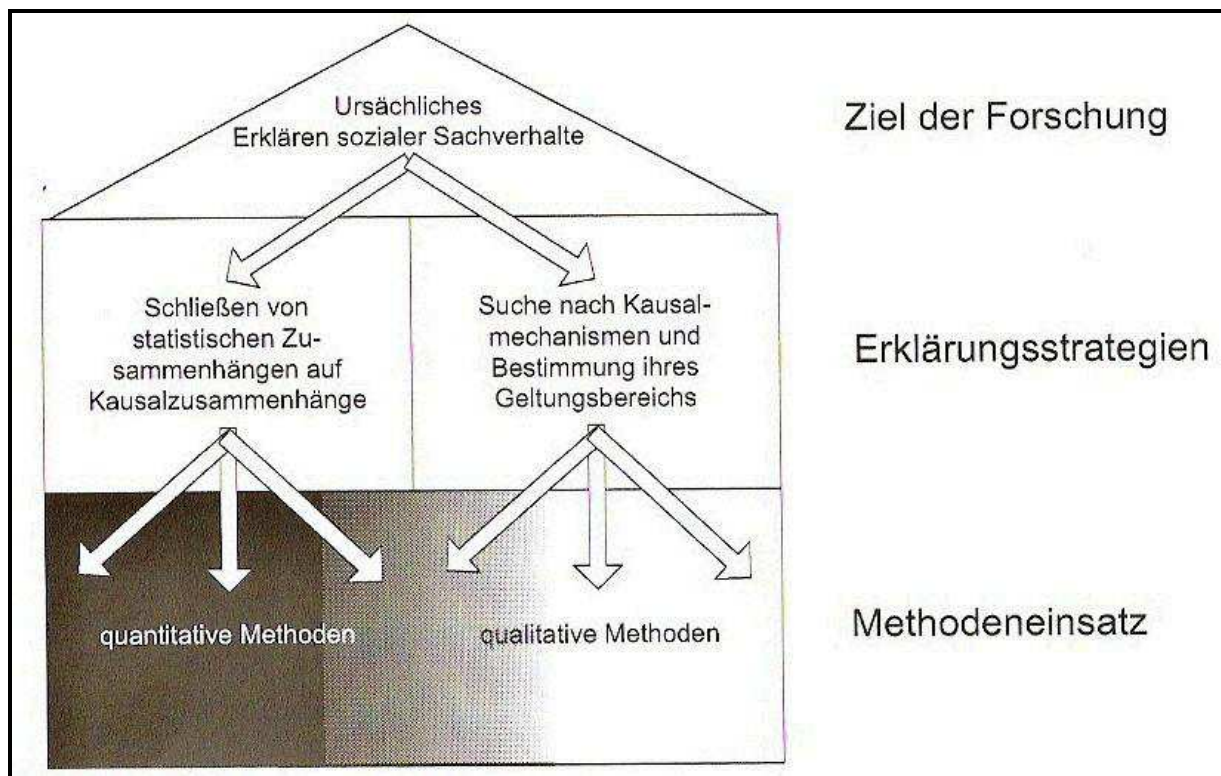 Ursächliches
Erklären sozialer Sachverhalte
Ziel der Forschung
Schließen von
statistischen Zu-
sammenhängen auf
Kausalzusammenhänge
Suche nach Kausal-
mechanismen und
Bestimmung ihres
Geltungsbereichs
Erklärungsstrategien
quantitative Methoden
qualitative Methoden
Methodeneinsatz